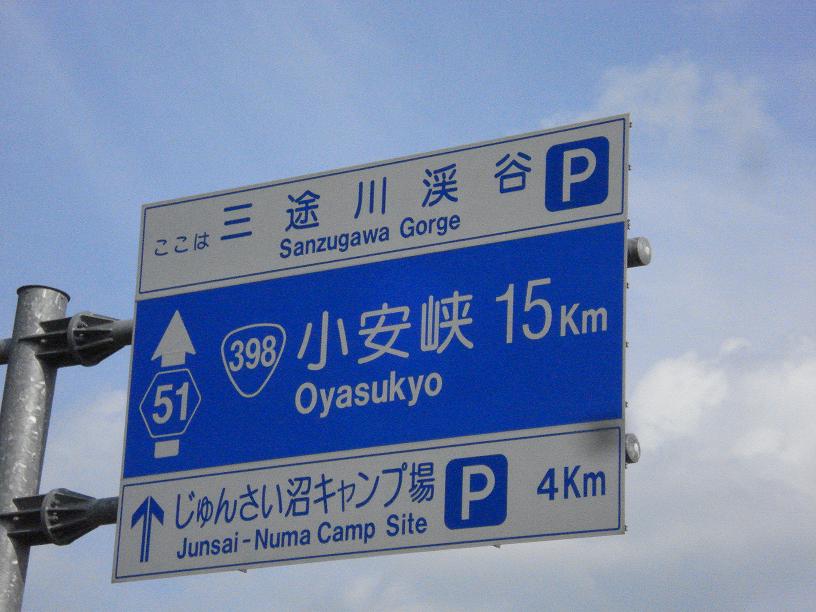 ここは 三途川渓谷 P
Sanzugawa Gorge
51 398 小安峡 15Km
Oyasukyo
じゅんさい沼キャンプ場 P 4Km
Junsai-Numa Camp Site